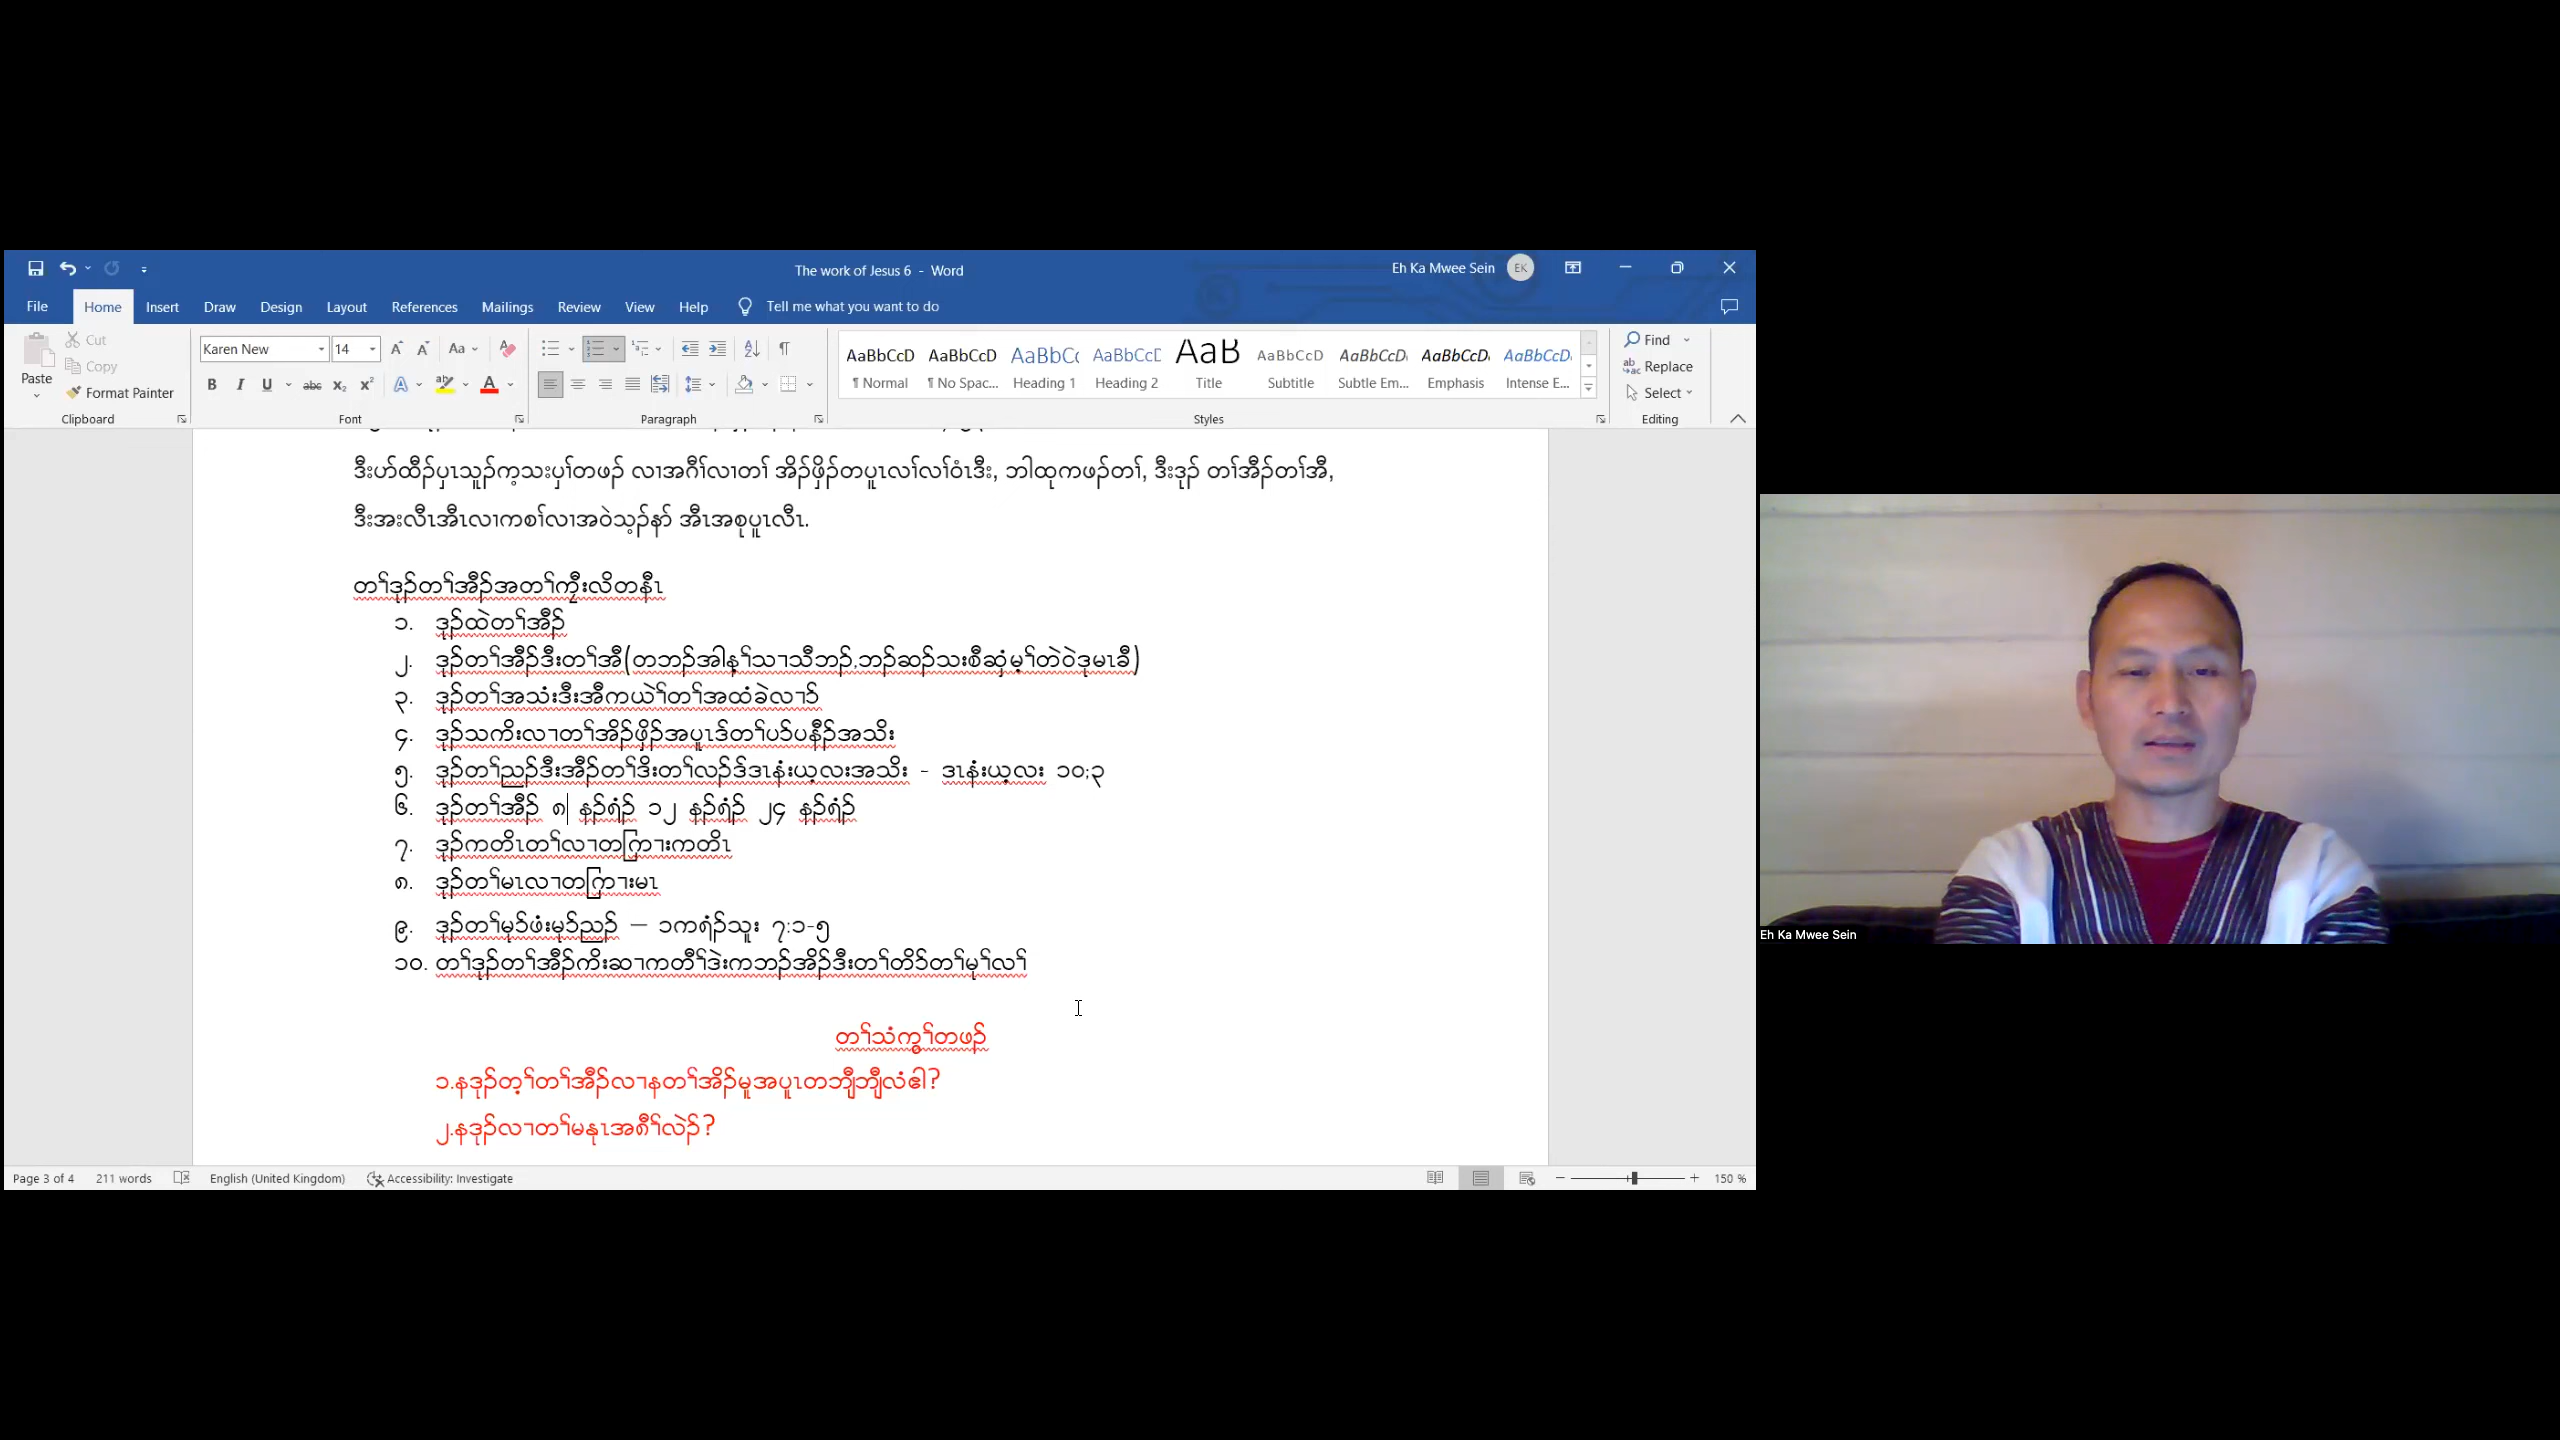 The work of Jesus 6 - Word
Eh Ka Mwee Sein EK
File Home Insert Draw Design Layout References Mailings Review View Help Tell me what you want to do
Cut
Copy
Paste
Format Painter
Karen New 14
AaBbCcD AaBbCcD AaBbC AaBbCcD AaB AaBbCcD AaBbCcD AaBbCcD AaBbCcD
¶ Normal ¶ No Spac... Heading 1 Heading 2 Title Subtitle Subtle Em... Emphasis Intense E...
Find
Replace
Select
Clipboard Font Paragraph Styles Editing
ဒီးဟ်ထီၣ်ပှၤသူၣ်က့သးပှၢ်တဖၣ် လၢအဂီၢ်လၢတၢ် အိၣ်ဖှိၣ်တပူၤလၢ်လၢ်ဝံၤဒီး, ဘါထုကဖၣ်တၢ်, ဒီးဒုၣ် တၢ်အီၣ်တၢ်အီ,
ဒီးအးလီၤအီၤလၢကစၢ်လၢအဝဲသ့ၣ်နာ် အီၤအစုပူၤလီၤ.
တၢ်ဒုၣ်တၢ်အီၣ်အတၢ်ကွီးလိတနီၤ
၁. ဒုၣ်ထဲတၢ်အီၣ်
၂. ဒုၣ်တၢ်အီၣ်ဒီးတၢ်အီ(တဘၣ်အါန့ၢ်သၢသီဘၣ်,ဘၣ်ဆၣ်သးစီဆှံမ့ၢ်တဲဝဲဒုမၤခီ)
၃. ဒုၣ်တၢ်အသံးဒီးအီကယဲၢ်တၢ်အထံခဲလၢာ်
၄. ဒုၣ်သကိးလၢတၢ်အိၣ်ဖှိၣ်အပူၤဒ်တၢ်ပာ်ပနီၣ်အသိး
၅. ဒုၣ်တၢ်ညၣ်ဒီးအီၣ်တၢ်ဒိးတၢ်လၣ်ဒ်ဒၤနံးယ့လးအသိး - ဒၤနံးယ့လး ၁၀;၃
၆. ဒုၣ်တၢ်အီၣ် ၈ နၣ်ရံၣ် ၁၂ နၣ်ရံၣ် ၂၄ နၣ်ရံၣ်
၇. ဒုၣ်ကတိၤတၢ်လၢတကြၢးကတိၤ
၈. ဒုၣ်တၢ်မၤလၢတကြၢးမၤ
၉. ဒုၣ်တၢ်မုာ်ဖံးမုာ်ညၣ် – ၁ကရံၣ်သူး ၇:၁-၅
၁၀. တၢ်ဒုၣ်တၢ်အီၣ်ကိးဆၢကတီၢ်ဒဲးကဘၣ်အိၣ်ဒီးတၢ်တိာ်တၢ်မုၢ်လၢ်
တၢ်သံကွၢ်တဖၣ်
၁.နဒုၣ်တ့ၢ်တၢ်အီၣ်လၢနတၢ်အိၣ်မူအပူၤတဘျီဘျီလံဧါ?
၂.နဒုၣ်လၢတၢ်မနုၤအဂီၢ်လဲၣ်?
Page 3 of 4 211 words English (United Kingdom) Accessibility: Investigate 150 %
Eh Ka Mwee Sein